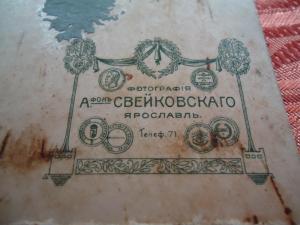 ФОТОГРАФІЯ
А.ФОНЪ СВЕЙКОВСКАГО
ЯРОСЛАВЛЬ.
Телеф. 71.